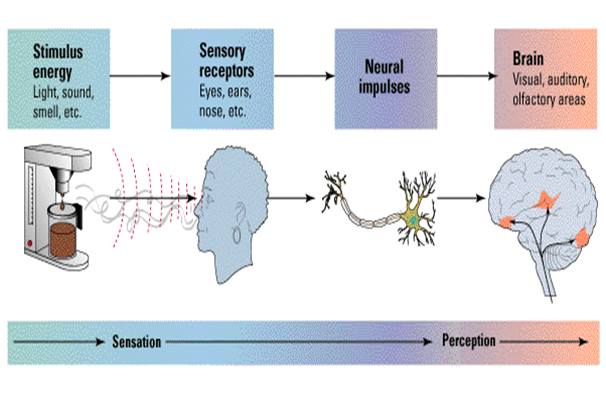 Stimulus
energy
Light, sound,
smell, etc.
Sensory
receptors
Eyes, ears,
nose, etc.
Neural
impulses
Brain
Visual, auditory,
olfactory areas
Sensation
Perception